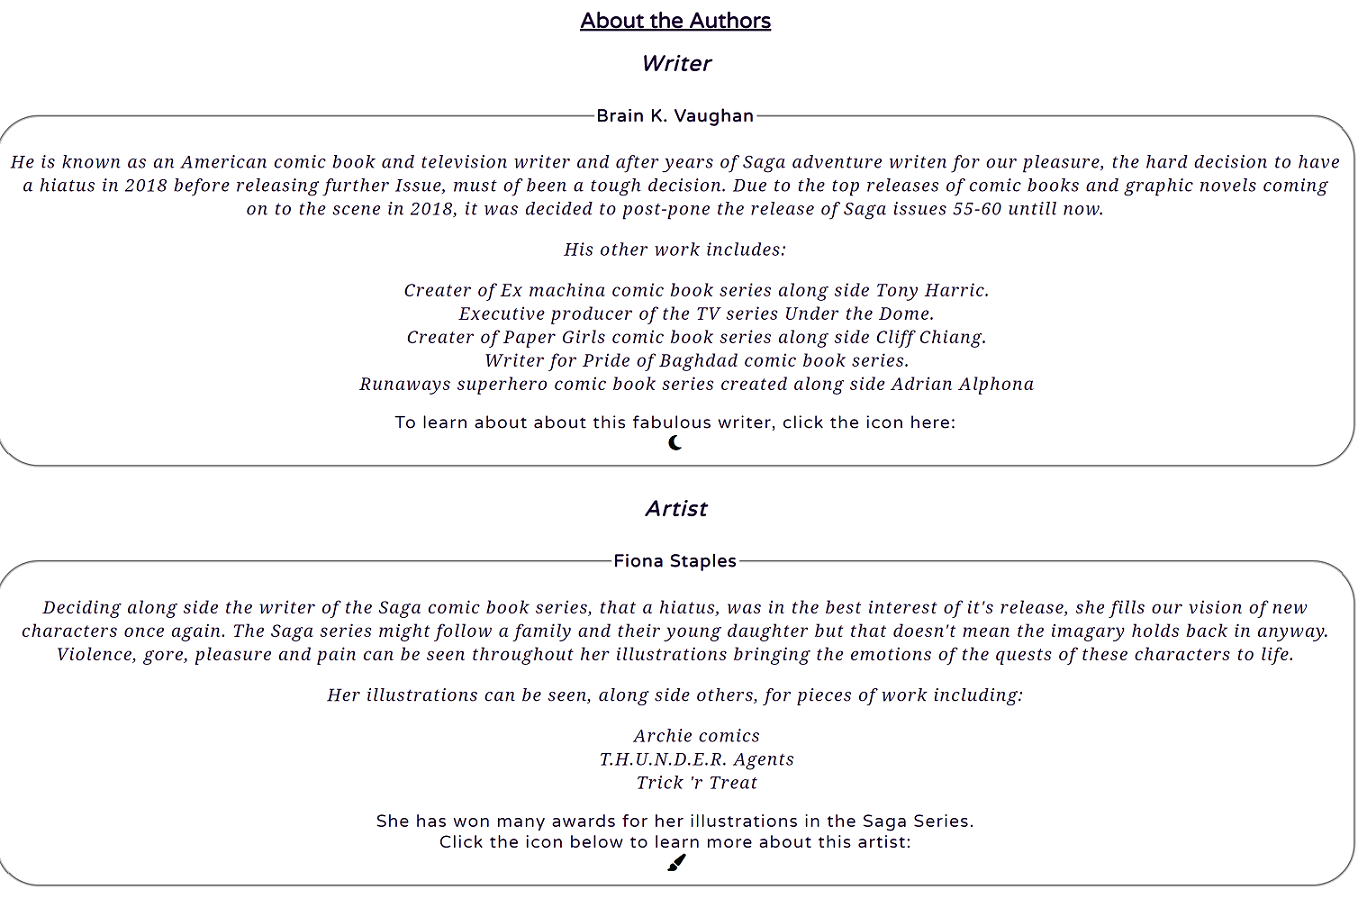 About the Authors
Writer
Brain K. Vaughan
He is known as an American comic book and television writer and after years of Saga adventure writen for our pleasure, the hard decision to have
a hiatus in 2018 before releasing further Issue, must of been a tough decision. Due to the top releases of comic books and graphic novels coming
on to the scene in 2018, it was decided to post-pone the release of Saga issues 55-60 untill now.
His other work includes:
Creater of Ex machina comic book series along side Tony Harric.
Executive producer of the TV series Under the Dome.
Creater of Paper Girls comic book series along side Cliff Chiang.
Writer for Pride of Baghdad comic book series.
Runaways superhero comic book series created along side Adrian Alphona
To learn about about this fabulous writer, click the icon here:
Artist
Fiona Staples
Deciding along side the writer of the Saga comic book series, that a hiatus, was in the best interest of it's release, she fills our vision of new
characters once again. The Saga series might follow a family and their young daughter but that doesn't mean the imagary holds back in anyway.
Violence, gore, pleasure and pain can be seen throughout her illustrations bringing the emotions of the quests of these characters to life.
Her illustrations can be seen, along side others, for pieces of work including:
Archie comics
T.H.U.N.D.E.R. Agents
Trick 'r Treat
She has won many awards for her illustrations in the Saga Series.
Click the icon below to learn more about this artist: